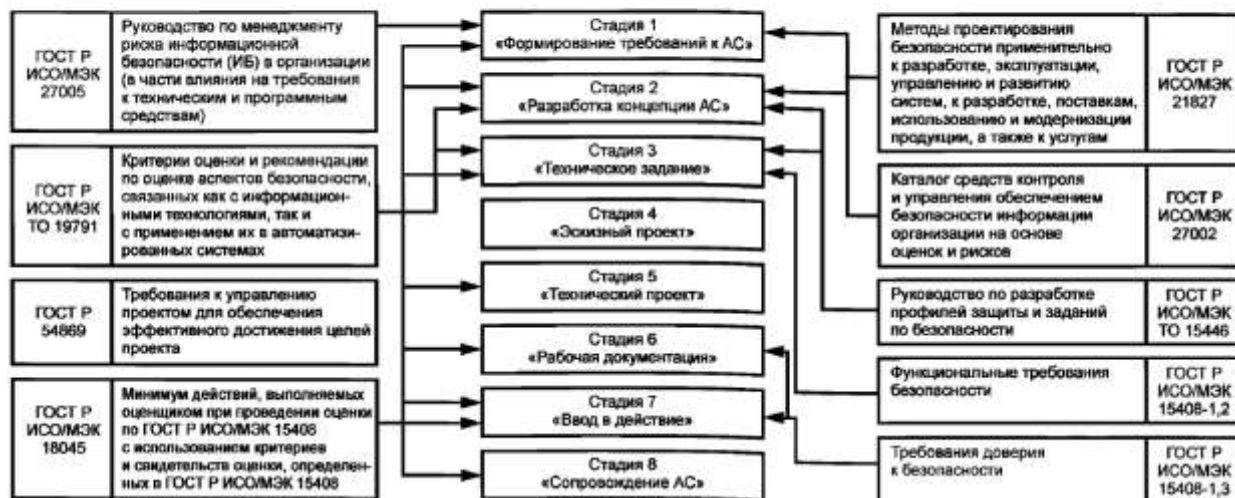 ГОСТ Р
ИСО/МЭК
27005
Руководство по менеджменту
риска информационной
безопасности (ИБ) в организации
(в части влияния на требования
к техническим и программным
средствам)
ГОСТ Р
ИСО/МЭК
ТО 19791
Критерии оценки и рекомендации
по оценке аспектов безопасности,
связанных как с информацион-
ными технологиями, так и
с применением их в автоматизи-
рованных системах
ГОСТ Р
54869
Требования к управлению
проектом для обеспечения
эффективного достижения целей
проекта
ГОСТ Р
ИСО/МЭК
18045
Минимум действий, выполняемых
оценщиком при проведении оценки
по ГОСТ Р ИСО/МЭК 15408
с использованием критериев
и свидетельств оценки, определен-
ных в ГОСТ Р ИСО/МЭК 15408
Стадия 1
«Формирование требований к АС»
Стадия 2
«Разработка концепции АС»
Стадия 3
«Техническое задание»
Стадия 4
«Эскизный проект»
Стадия 5
«Технический проект»
Стадия 6
«Рабочая документация»
Стадия 7
«Ввод в действие»
Стадия 8
«Сопровождение АС»
Методы проектирования
безопасности применительно
к разработке, эксплуатации,
управлению и развитию
систем, к разработке, поставкам,
использованию и модернизации
продукции, а также к услугам
ГОСТ Р
ИСО/МЭК
21827
Каталог средств контроля
и управления обеспечением
безопасности информации
организации на основе
оценок и рисков
ГОСТ Р
ИСО/МЭК
27002
Руководство по разработке
профилей защиты и заданий
по безопасности
ГОСТ Р
ИСО/МЭК
ТО 15446
Функциональные требования
безопасности
ГОСТ Р
ИСО/МЭК
15408-1,2
Требования доверия
к безопасности
ГОСТ Р
ИСО/МЭК
15408-1,3